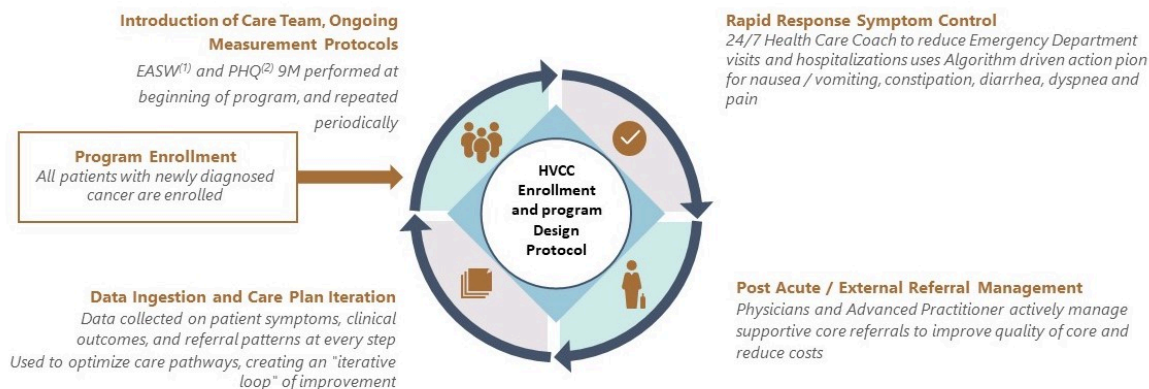 Introduction of Care Team, Ongoing
Measurement Protocols
EASW(1) and PHQ(2) 9M performed at
beginning of program, and repeated
periodically
Program Enrollment
All patients with newly diagnosed
cancer are enrolled
Data Ingestion and Care Plan Iteration
Data collected on patient symptoms, clinical
outcomes, and referral patterns at every step
Used to optimize care pathways, creating an "iterative
loop" of improvement
HVCC
Enrollment
and program
Design
Protocol
Rapid Response Symptom Control
24/7 Health Care Coach to reduce Emergency Department
visits and hospitalizations uses Algorithm driven action pion
for nausea / vomiting, constipation, diarrhea, dyspnea and
pain
Post Acute / External Referral Management
Physicians and Advanced Practitioner actively manage
supportive core referrals to improve quality of core and
reduce costs